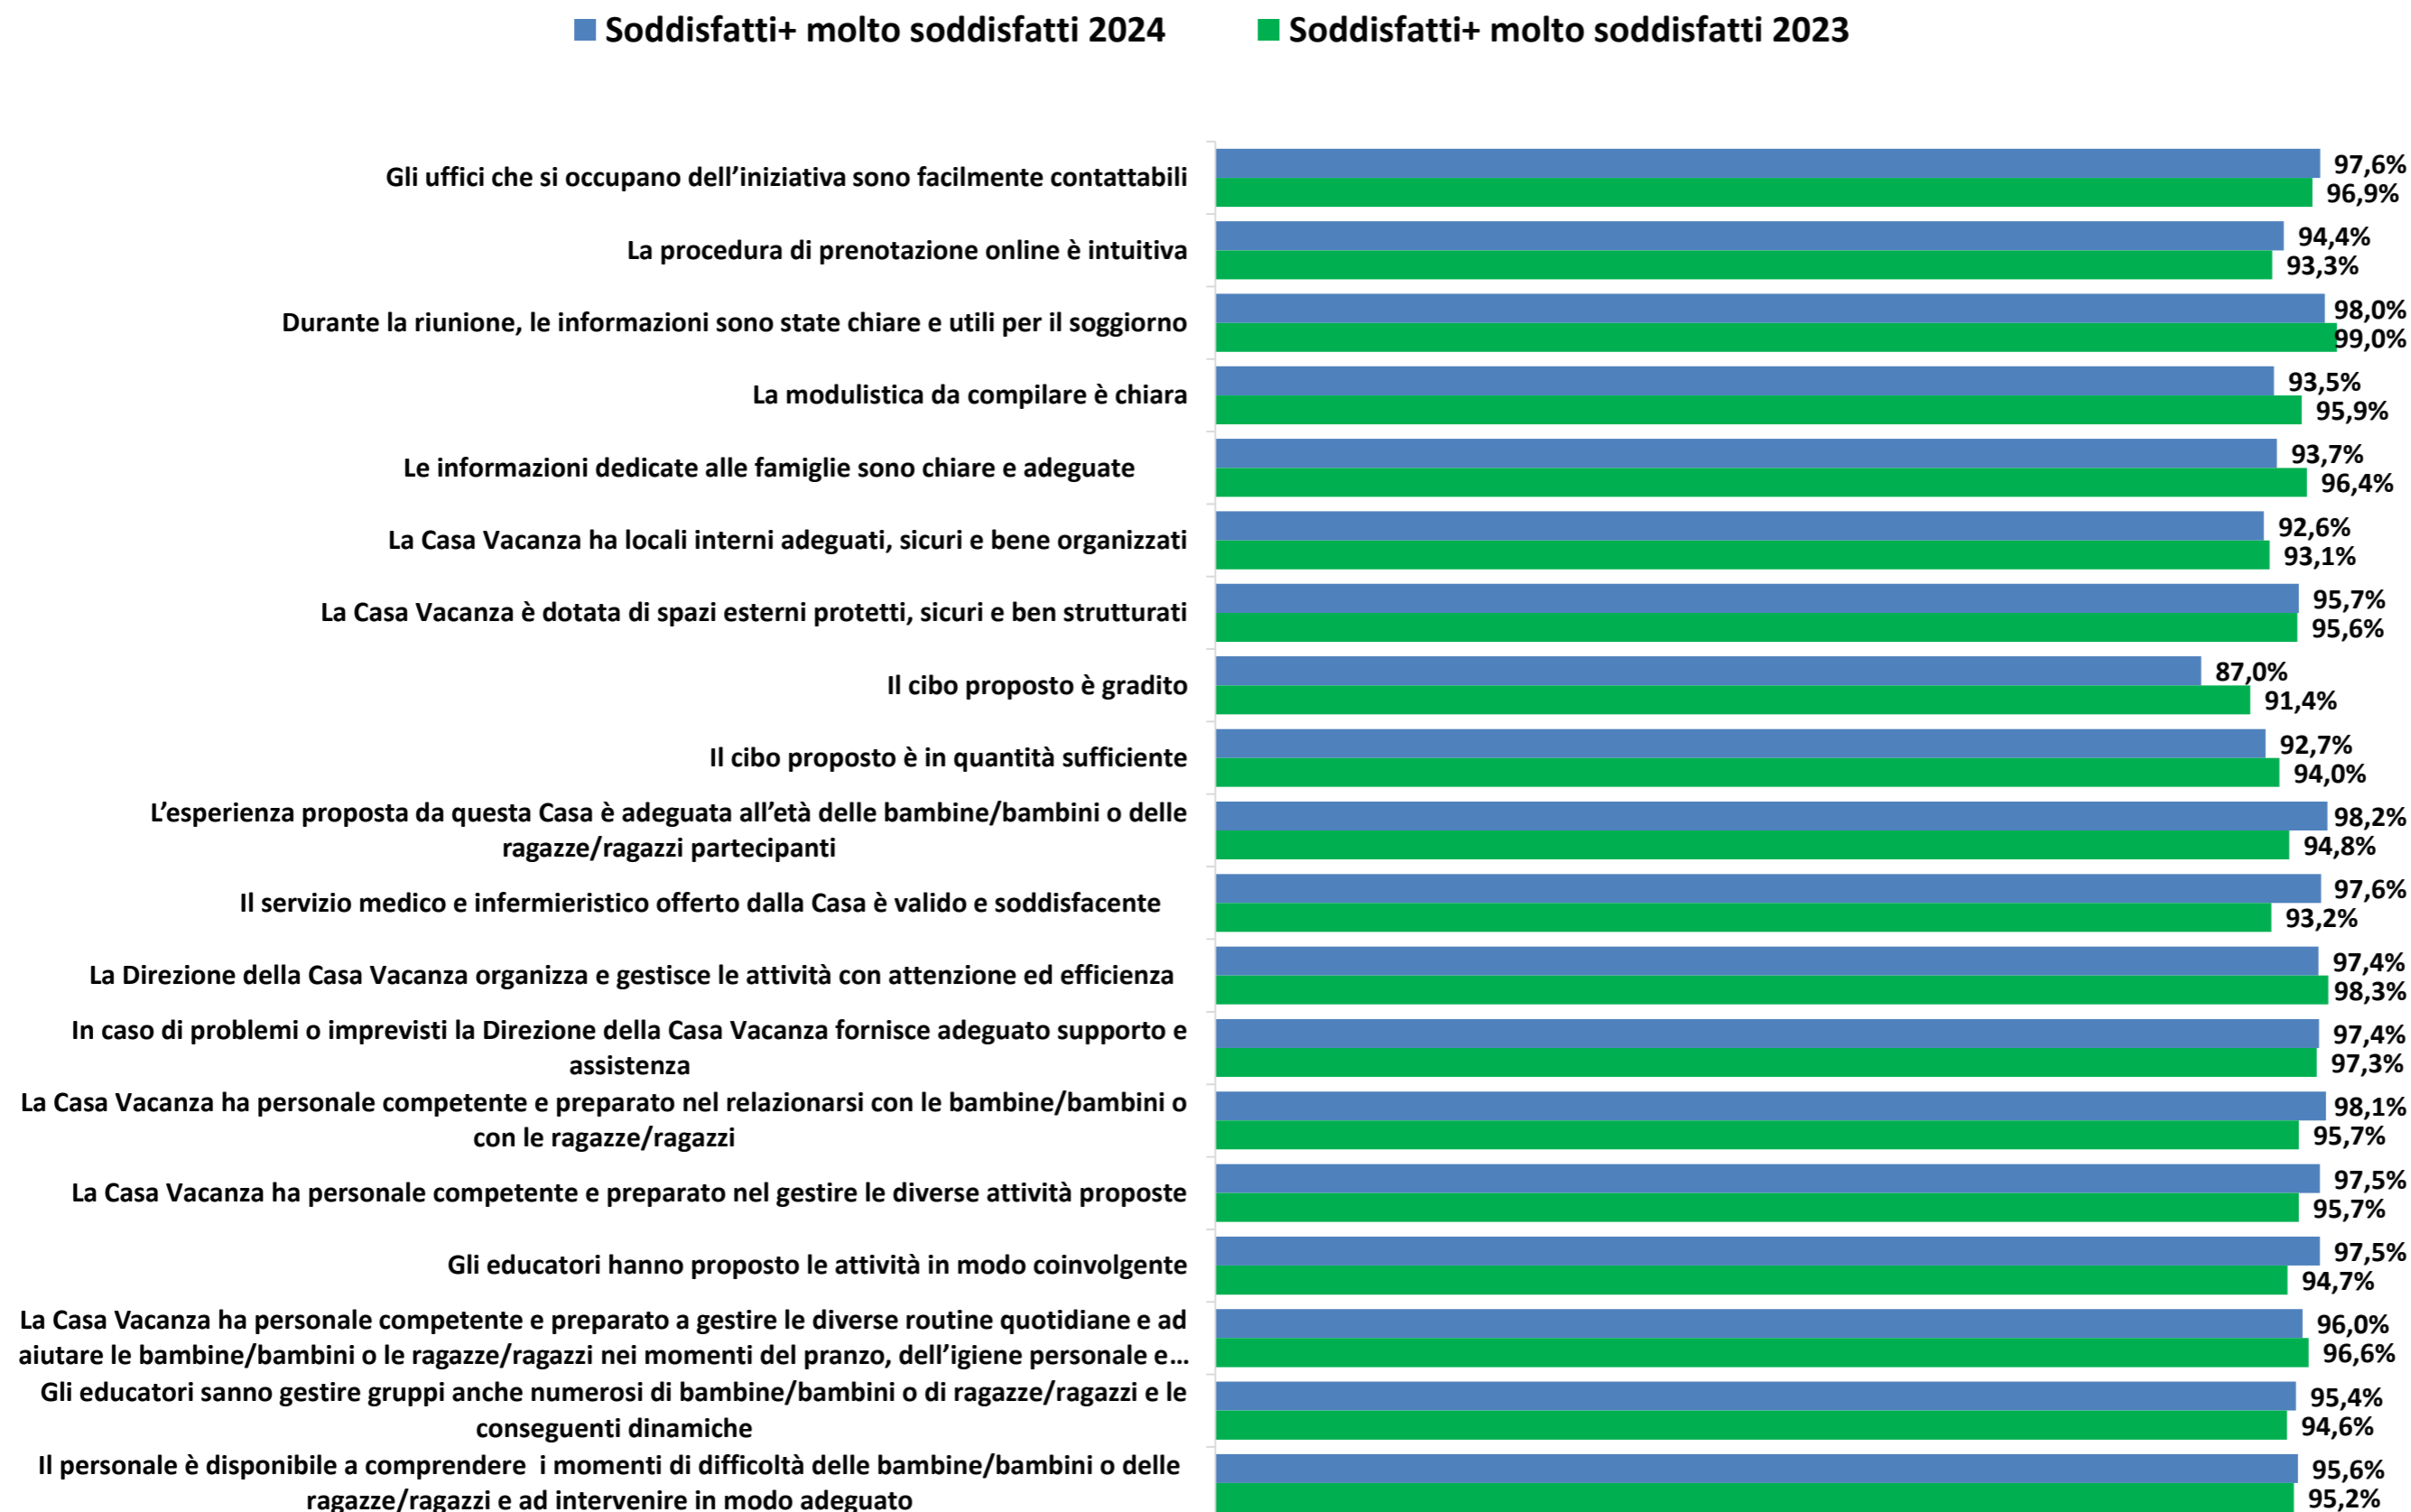 Soddisfatti+ molto soddisfatti 2024 Soddisfatti+ molto soddisfatti 2023
Gli uffici che si occupano dell’iniziativa sono facilmente contattabili
97,6%
96,9%
La procedura di prenotazione online è intuitiva
94,4%
93,3%
Durante la riunione, le informazioni sono state chiare e utili per il soggiorno
98,0%
99,0%
La modulistica da compilare è chiara
93,5%
95,9%
Le informazioni dedicate alle famiglie sono chiare e adeguate
93,7%
96,4%
La Casa Vacanza ha locali interni adeguati, sicuri e bene organizzati
92,6%
93,1%
La Casa Vacanza è dotata di spazi esterni protetti, sicuri e ben strutturati
95,7%
95,6%
Il cibo proposto è gradito
87,0%
91,4%
Il cibo proposto è in quantità sufficiente
92,7%
94,0%
L’esperienza proposta da questa Casa è adeguata all’età delle bambine/bambini o delle
ragazze/ragazzi partecipanti
98,2%
94,8%
Il servizio medico e infermieristico offerto dalla Casa è valido e soddisfacente
97,6%
93,2%
La Direzione della Casa Vacanza organizza e gestisce le attività con attenzione ed efficienza
97,4%
98,3%
In caso di problemi o imprevisti la Direzione della Casa Vacanza fornisce adeguato supporto e
assistenza
97,4%
97,3%
La Casa Vacanza ha personale competente e preparato nel relazionarsi con le bambine/bambini o
con le ragazze/ragazzi
98,1%
95,7%
La Casa Vacanza ha personale competente e preparato nel gestire le diverse attività proposte
97,5%
95,7%
Gli educatori hanno proposto le attività in modo coinvolgente
97,5%
94,7%
La Casa Vacanza ha personale competente e preparato a gestire le diverse routine quotidiane e ad
aiutare le bambine/bambini o le ragazze/ragazzi nei momenti del pranzo, dell’igiene personale e…
96,0%
96,6%
Gli educatori sanno gestire gruppi anche numerosi di bambine/bambini o di ragazze/ragazzi e le
conseguenti dinamiche
95,4%
94,6%
Il personale è disponibile a comprendere i momenti di difficoltà delle bambine/bambini o delle
ragazze/ragazzi e ad intervenire in modo adeguato
95,6%
95,2%